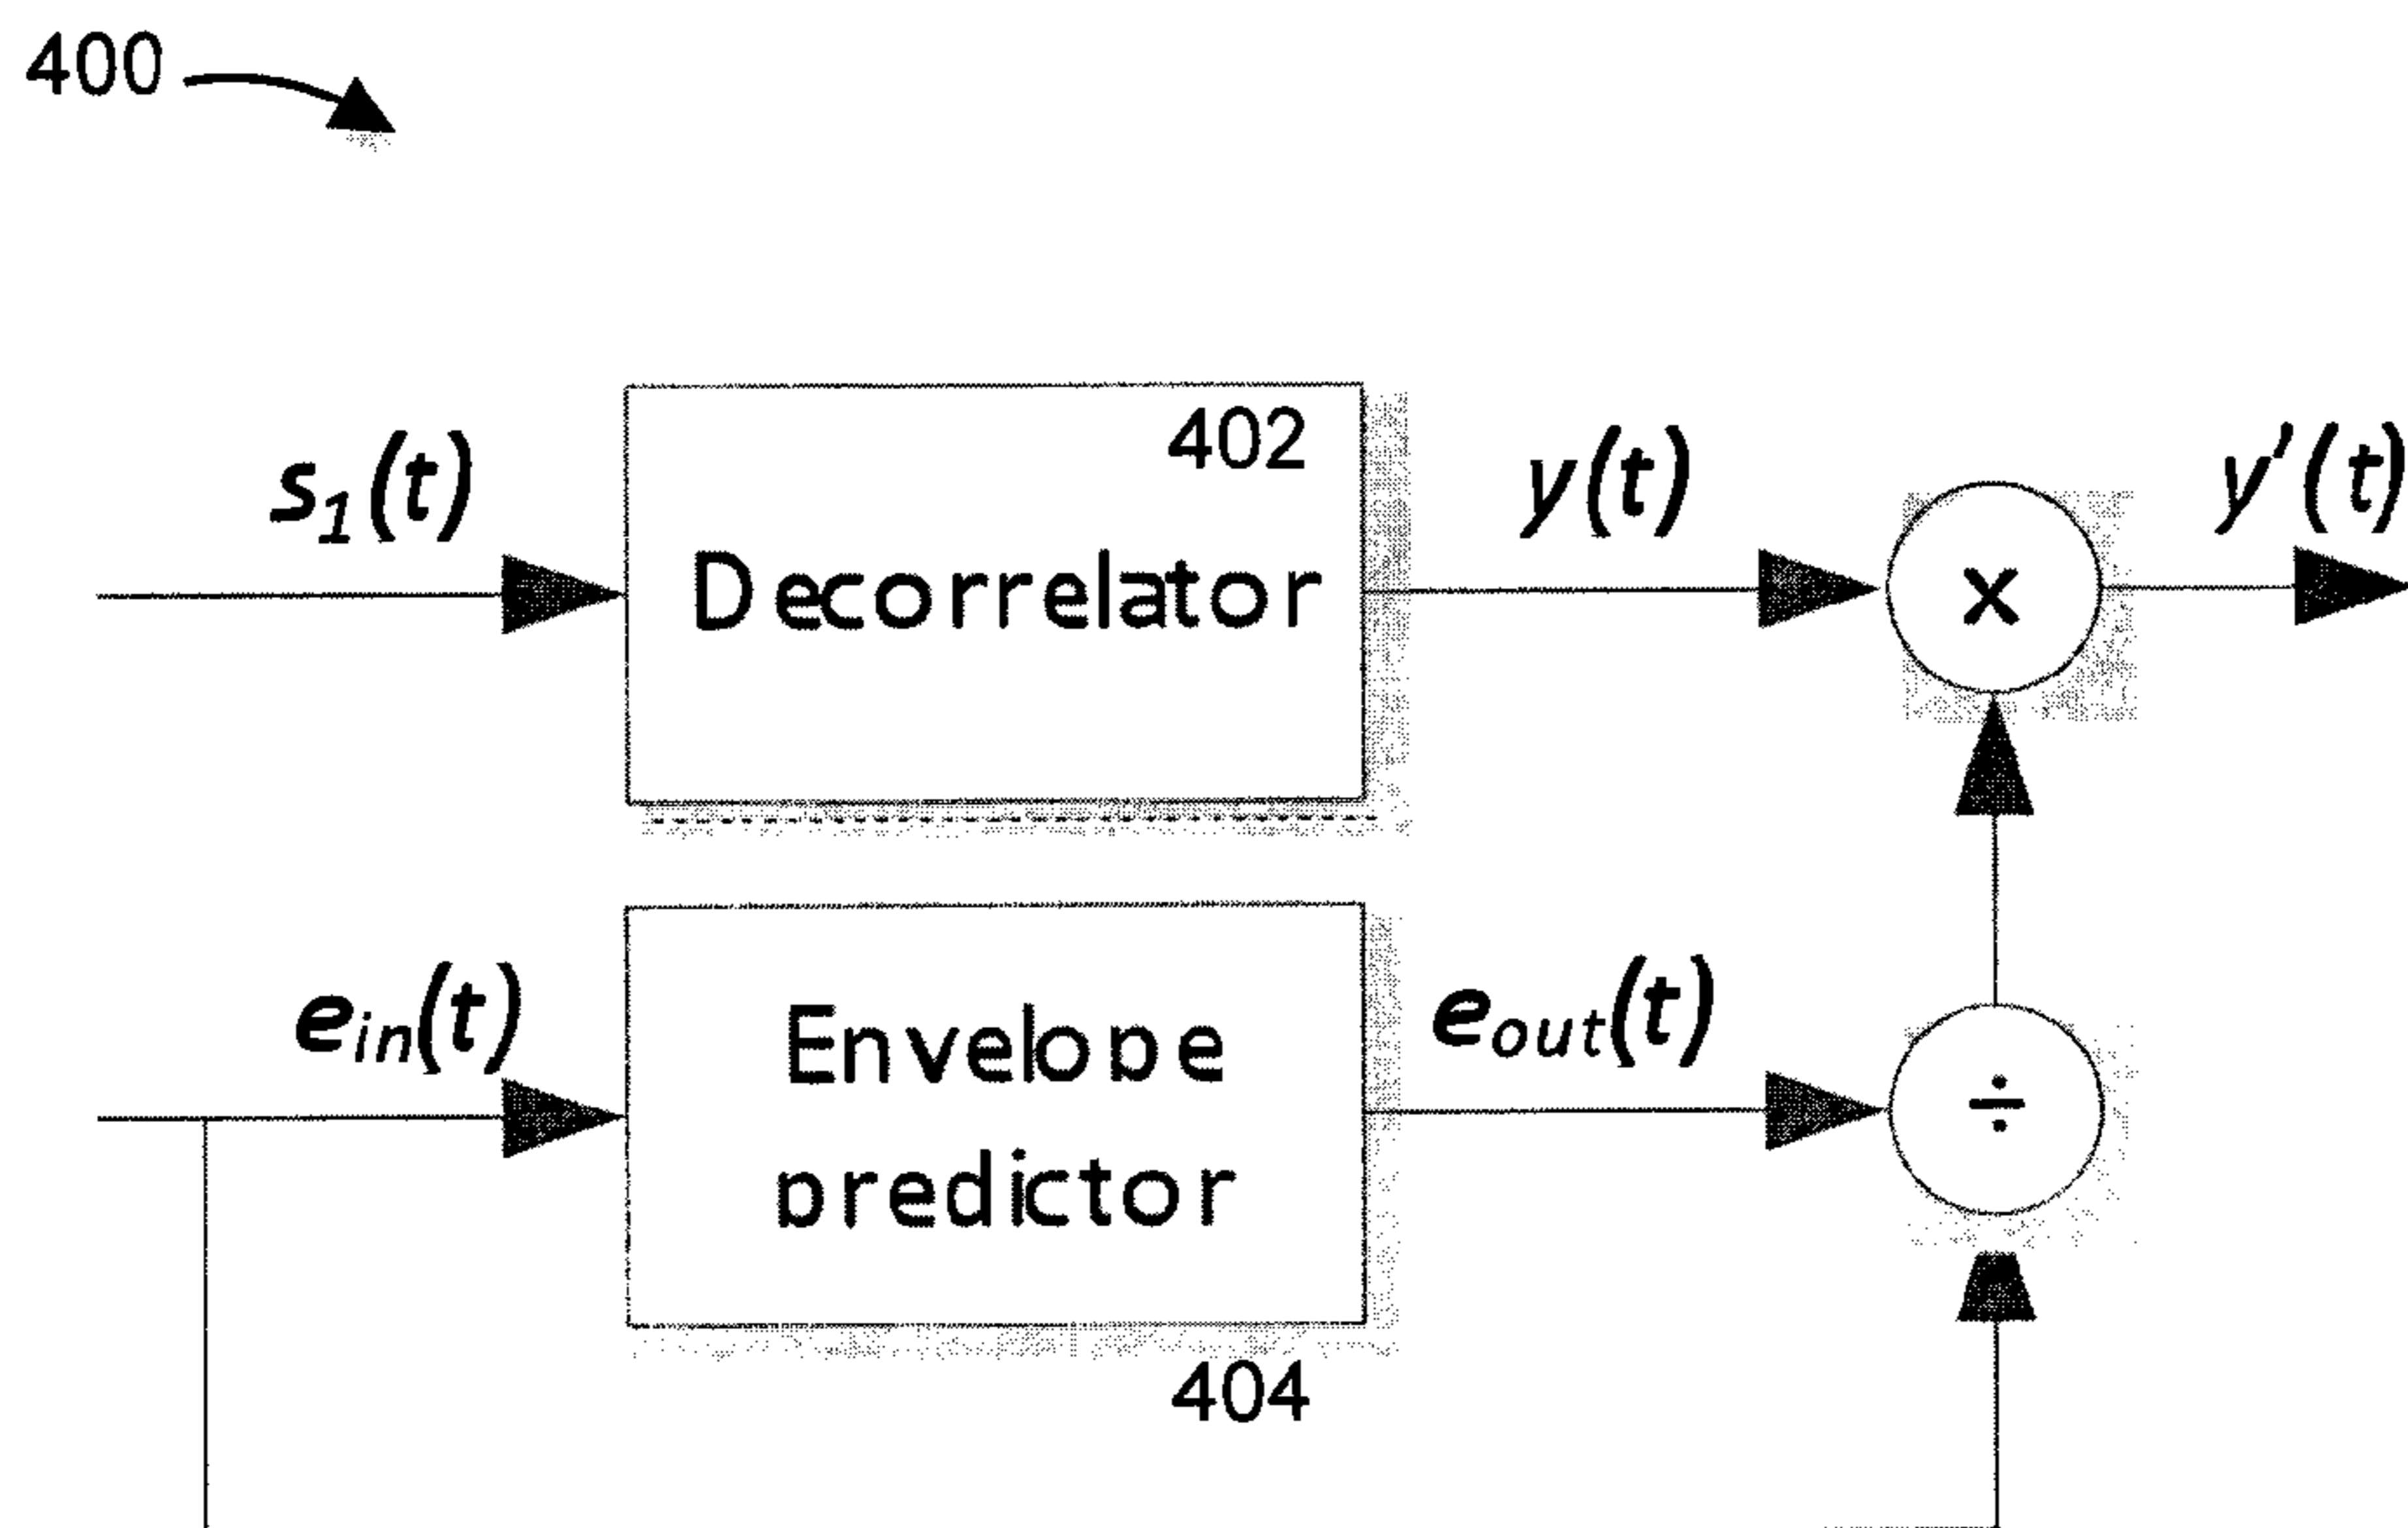 400
402
s₁(t)
Decorrelator
y(t)
x
y'(t)
eᵢₙ(t)
Envelope
predictor
eₒᵤₜ(t)
÷
404